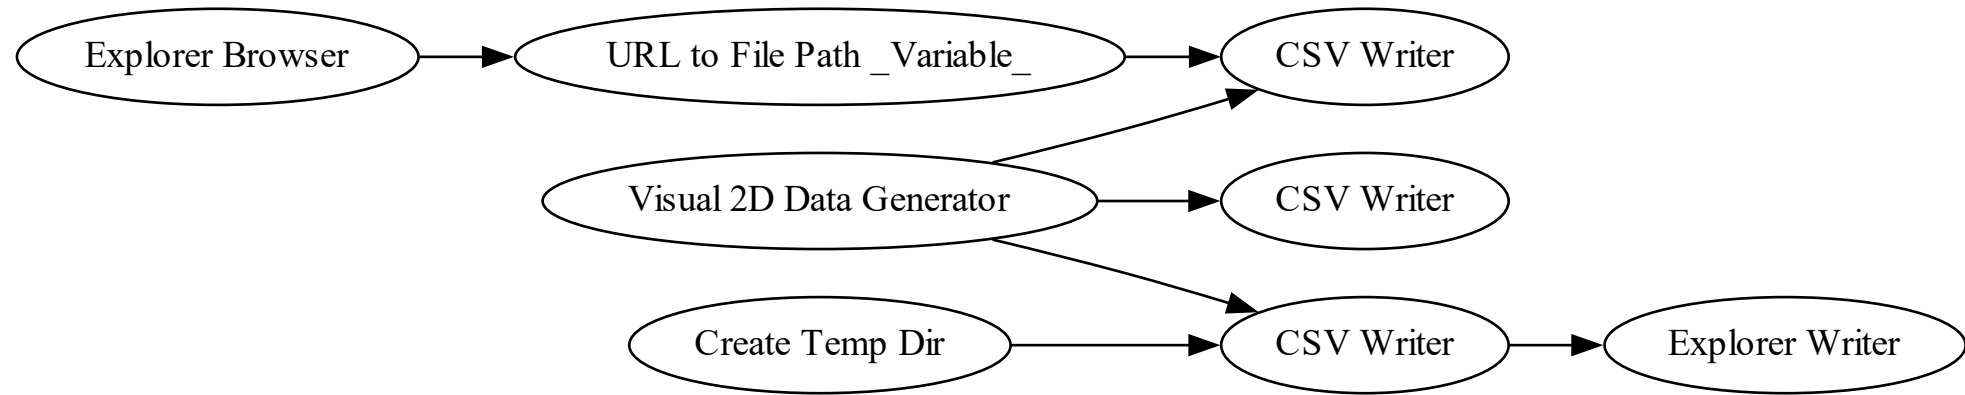 Explorer Browser
URL to File Path _Variable_
CSV Writer
Visual 2D Data Generator
CSV Writer
Create Temp Dir
CSV Writer
Explorer Writer